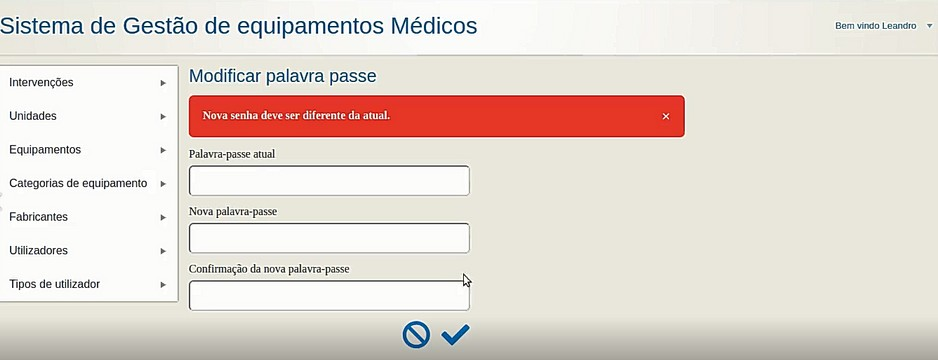 Sistema de Gestão de equipamentos Médicos
Bem vindo Leandro
Intervenções
Unidades
Equipamentos
Categorias de equipamento
Fabricantes
Utilizadores
Tipos de utilizador
Modificar palavra passe
Nova senha deve ser diferente da atual.
×
Palavra-passe atual
Nova palavra-passe
Confirmação da nova palavra-passe